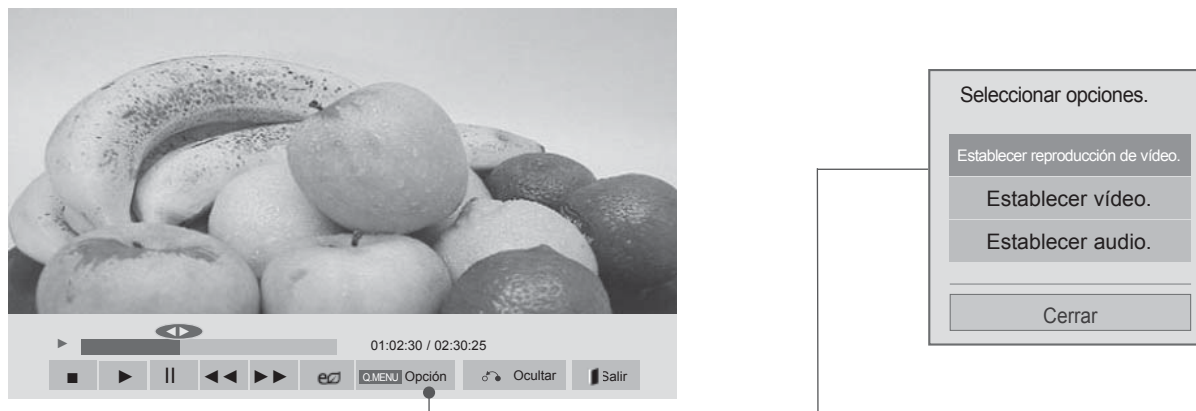 Seleccionar opciones.
Establecer reproducción de vídeo.
Establecer vídeo.
Establecer audio.
Cerrar
01:02:30 / 02:30:25
Q.MENU Opción
Ocultar
Salir